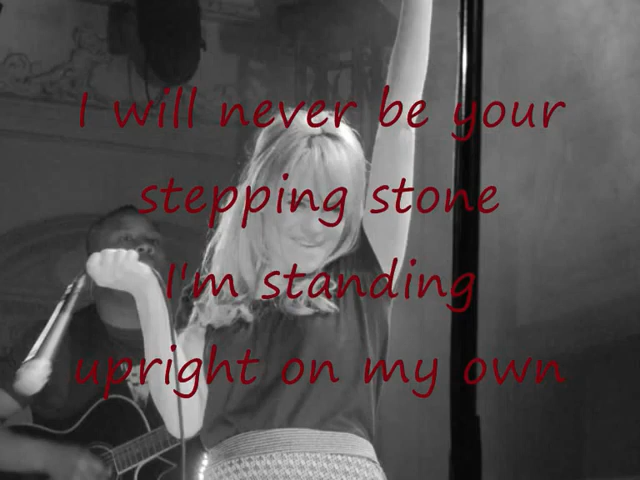 I will never be your
stepping stone
I'm standing
upright on my own